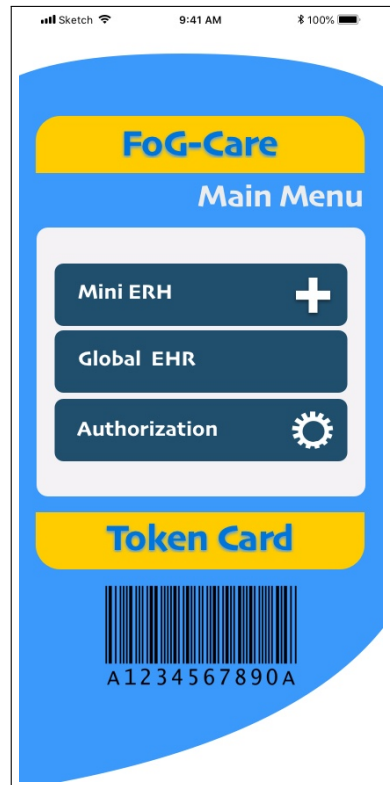 Sketch 9:41 AM 100%
FoG-Care
Main Menu
Mini ERH
Global EHR
Authorization
Token Card
A1234567890A